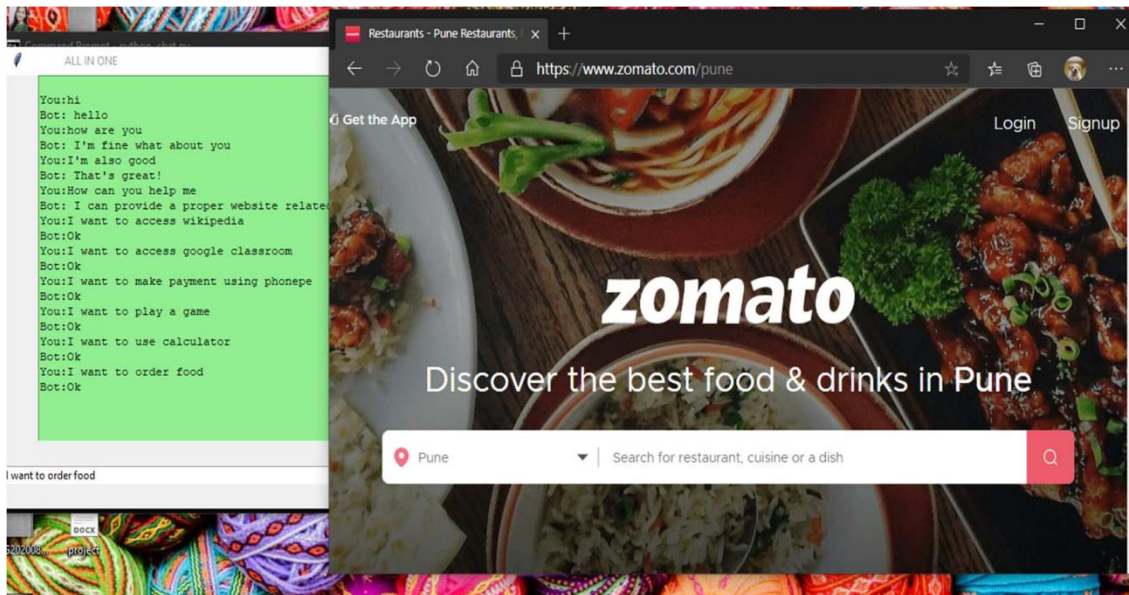 Command Prompt - python chat.py
ALL IN ONE
You:hi
Bot: hello
You:how are you
Bot: I'm fine what about you
You:I'm also good
Bot: That's great!
You:How can you help me
Bot: I can provide a proper website related
You:I want to access wikipedia
Bot:Ok
You:I want to access google classroom
Bot:Ok
You:I want to make payment using phonepe
Bot:Ok
You:I want to play a game
Bot:Ok
You:I want to use calculator
Bot:Ok
You:I want to order food
Bot:Ok
I want to order food
DOCX
project
Restaurants - Pune Restaurants,
https://www.zomato.com/pune
Get the App
Login Signup
zomato
Discover the best food & drinks in Pune
Pune Search for restaurant, cuisine or a dish